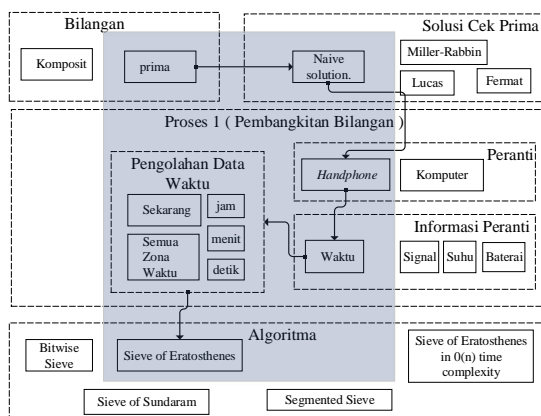 Bilangan
Komposit
prima
Solusi Cek Prima
Naive
solution.
Miller-Rabbin
Lucas
Fermat
Proses 1 ( Pembangkitan Bilangan )
Pengolahan Data
Waktu
Sekarang
jam
Semua
Zona
Waktu
menit
detik
Peranti
Handphone
Komputer
Informasi Peranti
Waktu
Signal
Suhu
Baterai
Algoritma
Bitwise
Sieve
Sieve of Eratosthenes
Sieve of Eratosthenes
in 0(n) time
complexity
Sieve of Sundaram
Segmented Sieve